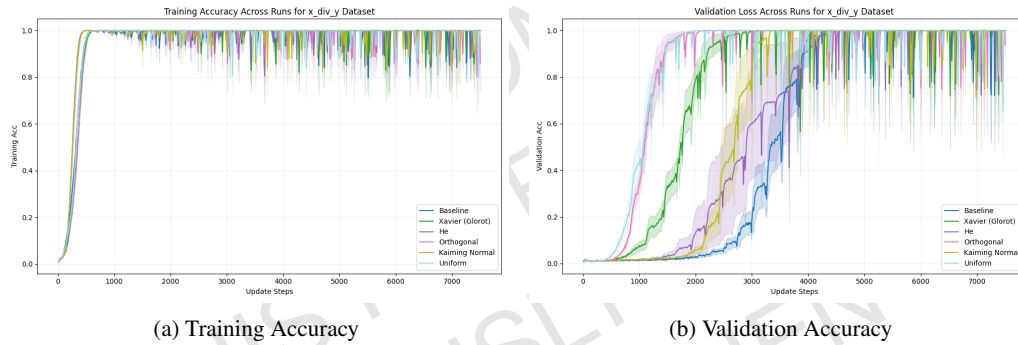 Training Accuracy Across Runs for x_div_y Dataset
Training Acc
1.0
0.8
0.6
0.4
0.2
0.0
0
1000
2000
3000
4000
5000
6000
7000
Update Steps
Baseline
Xavier (Glorot)
He
Orthogonal
Kaiming Normal
Uniform
(a) Training Accuracy
Validation Loss Across Runs for x_div_y Dataset
Validation Acc
1.0
0.8
0.6
0.4
0.2
0.0
0
1000
2000
3000
4000
5000
6000
7000
Update Steps
Baseline
Xavier (Glorot)
He
Orthogonal
Kaiming Normal
Uniform
(b) Validation Accuracy